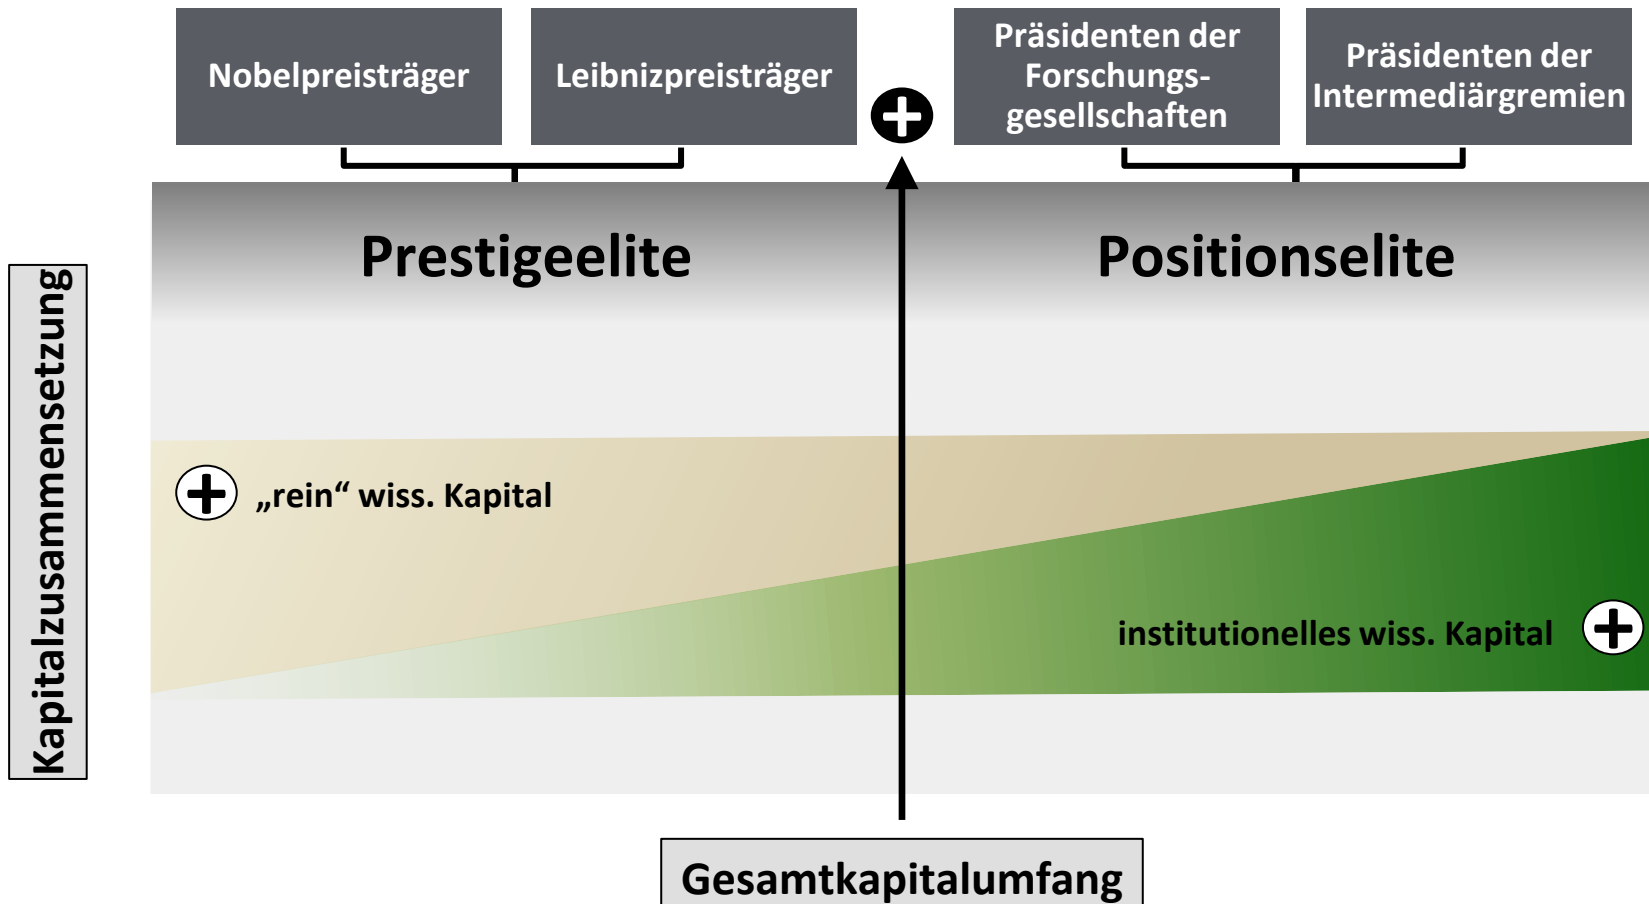 Nobelpreisträger
Leibnizpreisträger
Präsidenten der
Forschungs-
gesellschaften
Präsidenten der
Intermediärgremien
Prestigeelite
Positionselite
Kapitalzusammensetzung
„rein“ wiss. Kapital
institutionelles wiss. Kapital
Gesamtkapitalumfang